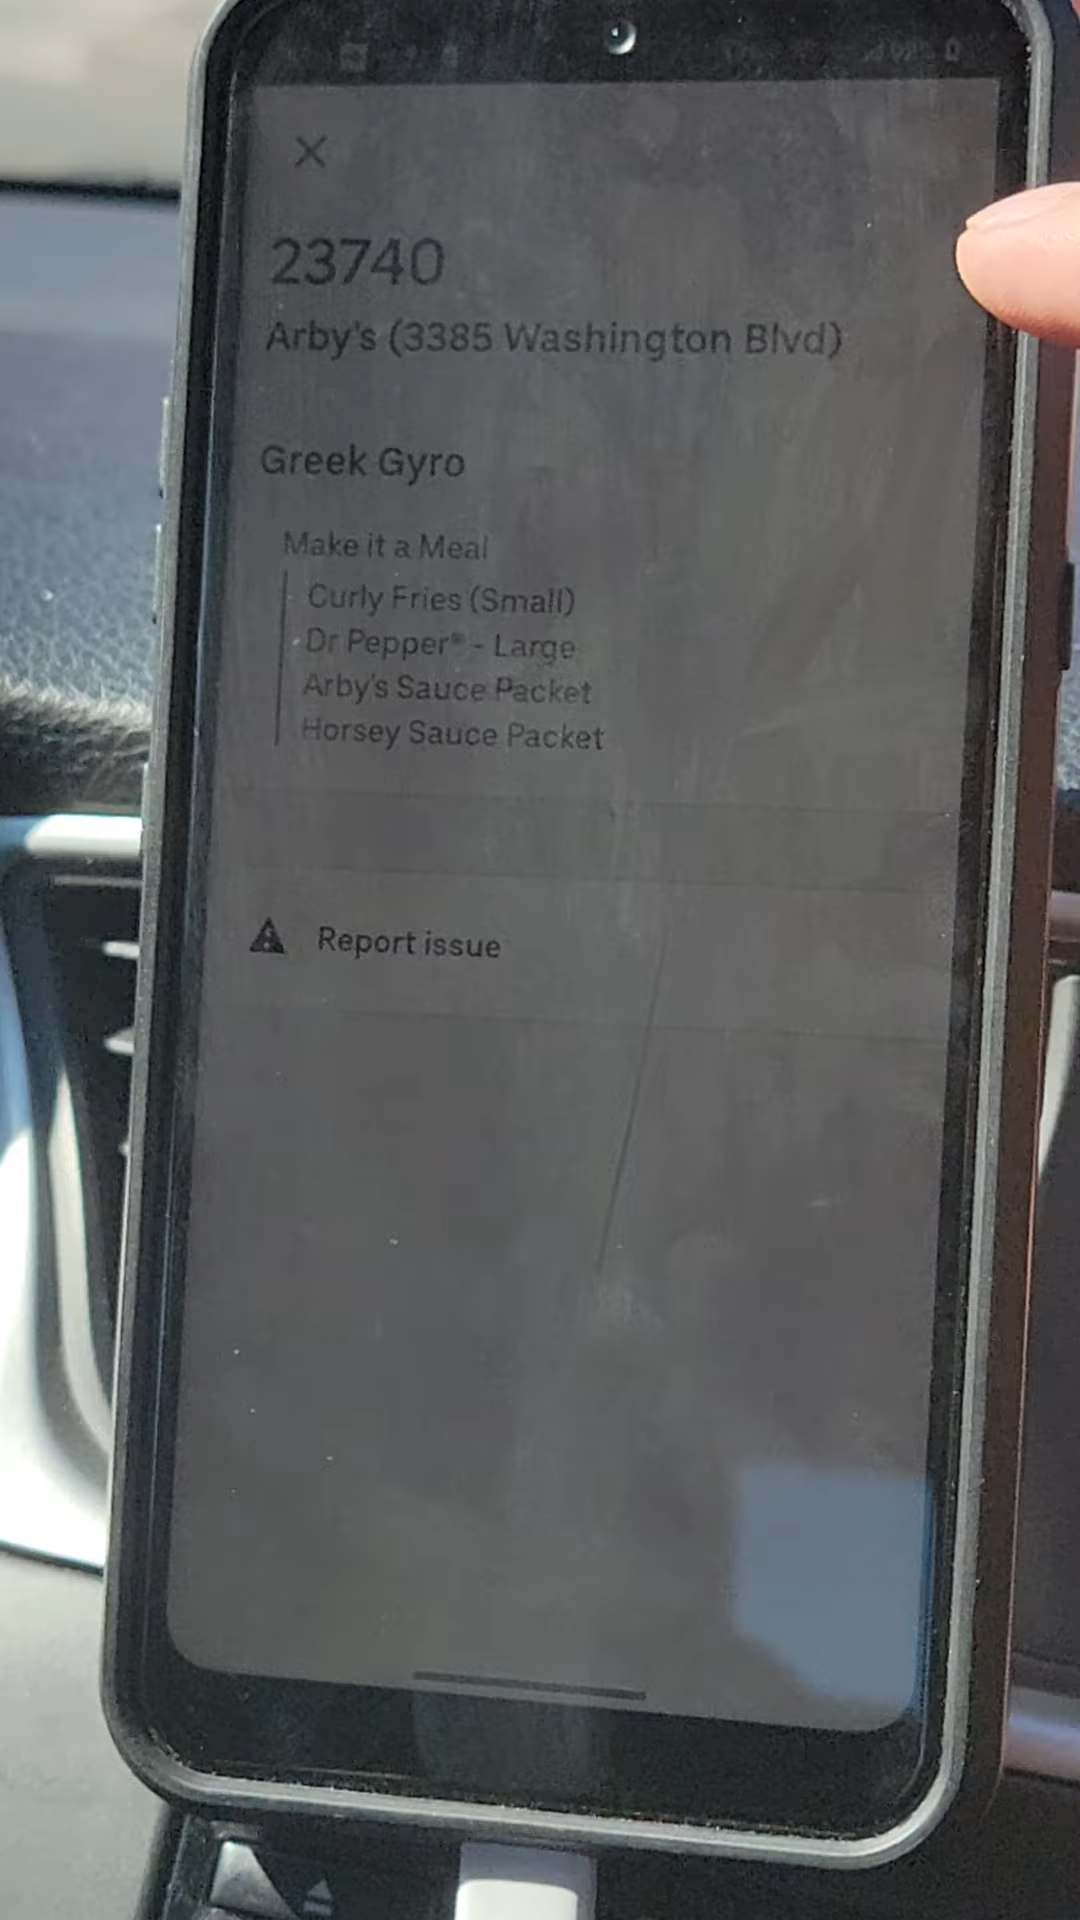 23740
Arby's (3385 Washington Blvd)
Greek Gyro
Make it a Meal
Curly Fries (Small)
Dr Pepper® - Large
Arby's Sauce Packet
Horsey Sauce Packet
Report issue